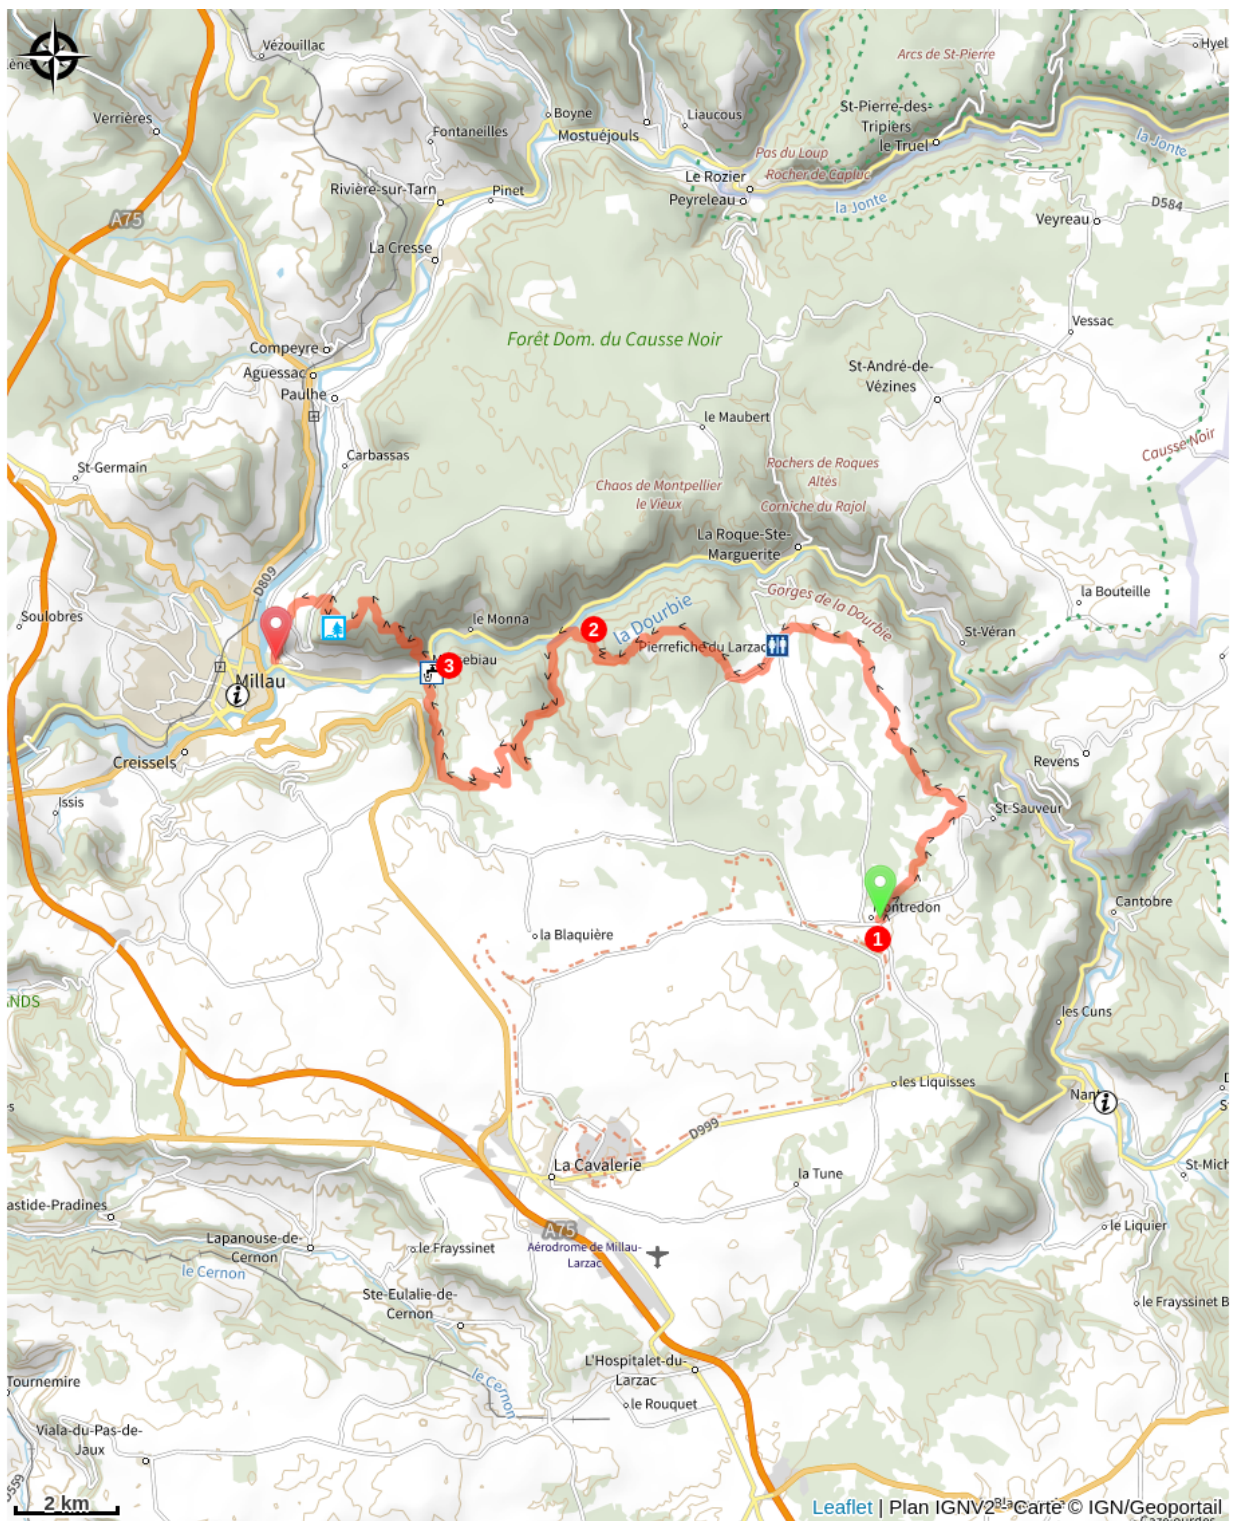 Vézouillac
Hyel
Arcs de St-Pierre
Verrières
Boyne
Liaucous
St-Pierre-des-
Tripiers
le Truel
Fontaneilles
Mostuéjouls
la Jonte
Pas du Loup
Rocher de Capluc
Le Rozier
Rivière-sur-Tarn
Pinet
Peyreleau
la Jonte
D584
A75
Veyreau
La Cresse
Vessac
Forêt Dom. du Causse Noir
Compeyre
Aguessac
St-André-de-
Vézines
Paulhe
le Maubert
Causse Noir
Carbassas
St-Germain
Rochers de Roques
Altès
Chaos de Montpellier
le Vieux
Corniche du Rajol
La Roque-Ste-
Marguerite
D809
Gorges de la Dourbie
la Bouteille
Soulobres
le Monna
2
la Dourbie
St-Véran
Pierrefiche du Larzac
3
ebiau
Millau
Creissels
Revens
Issis
St-Sauveur
Cantobre
ontredon
1
la Blaquière
NDS
les Cuns
les Liquisses
Nant
D999
La Cavalerie
la Tune
St-Mich
astide-Pradines
le Liquier
A75
Lapanouse-de-
Cernon
le Frayssinet
Aérodrome de Millau-
Larzac
le Cernon
Ste-Eulalie-de-
Cernon
le Frayssinet B
L'Hospitalet-du-
Larzac
le Cernon
Tournemire
le Rouquet
Viala-du-Pas-de-
Jaux
D559
2 km
Leaflet | Plan IGNV2 - Carte © IGN/Geoportail